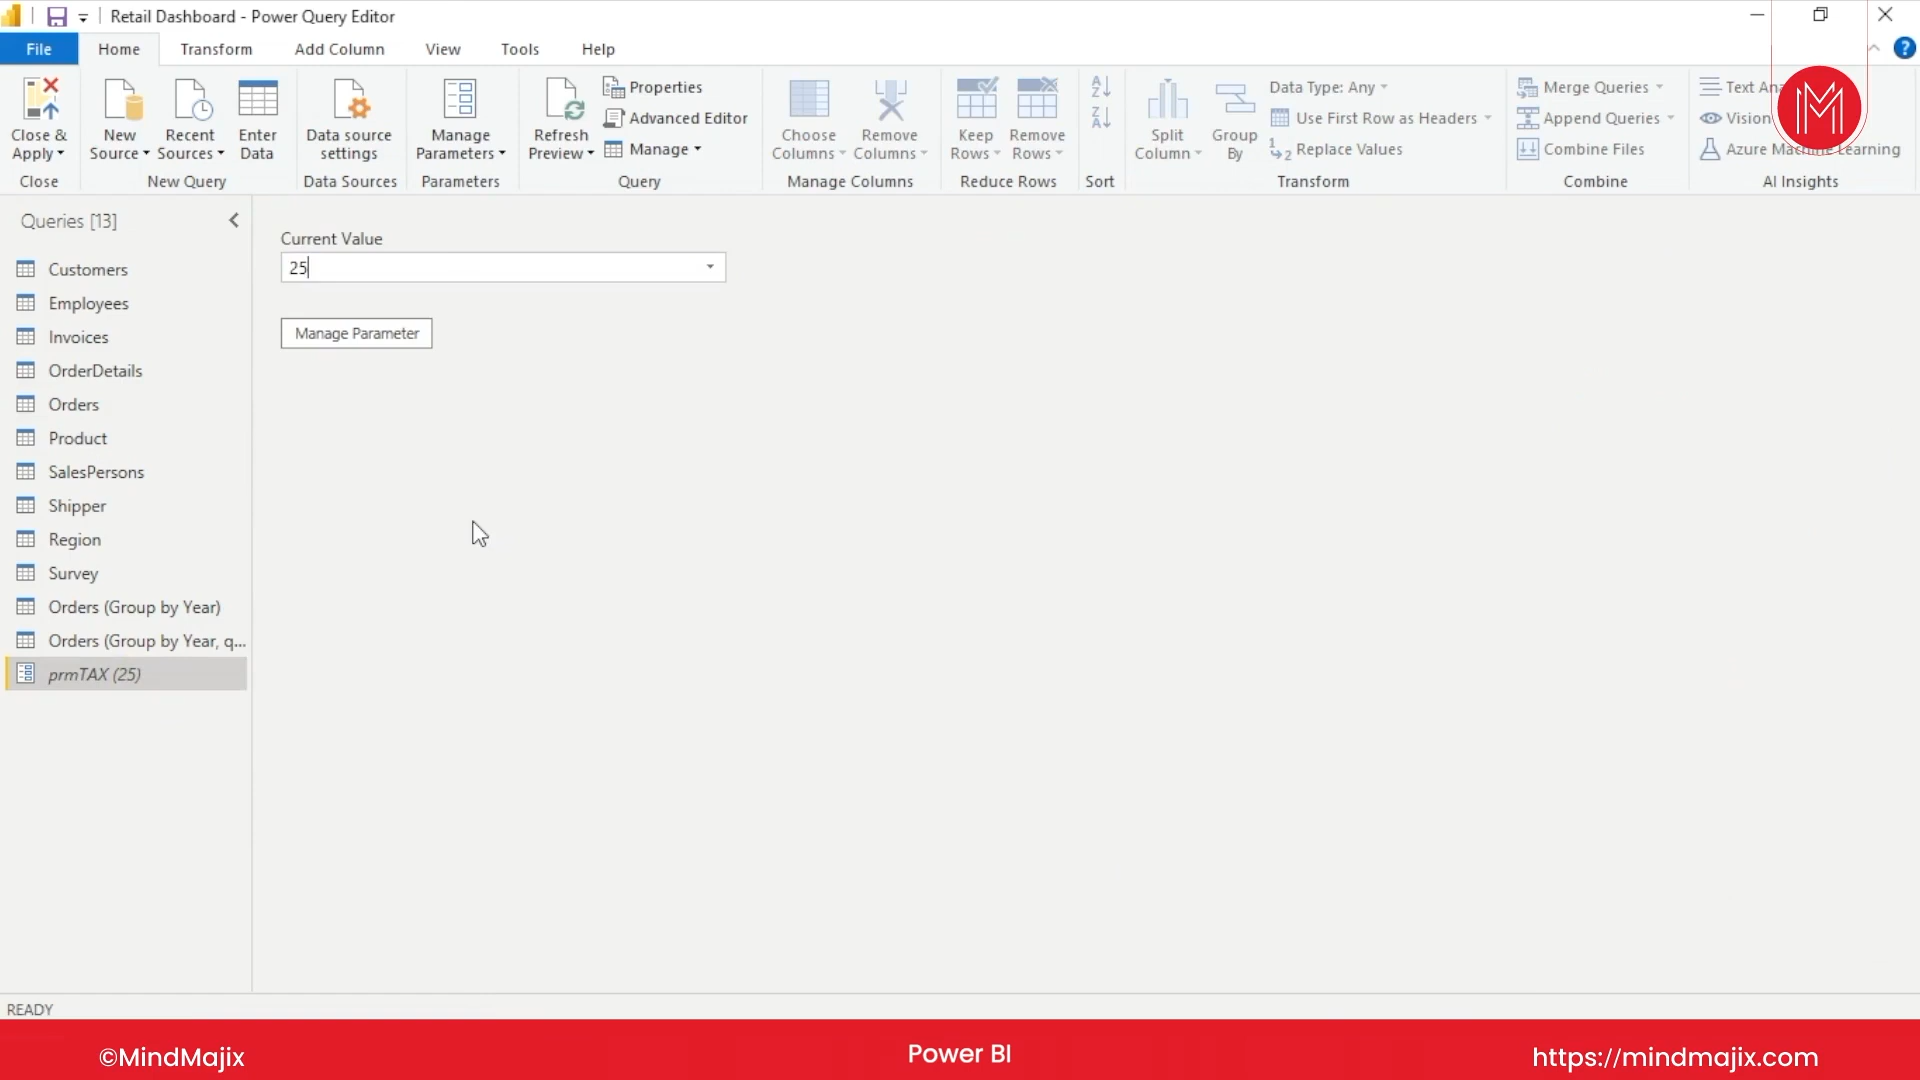 Retail Dashboard - Power Query Editor
File Home Transform Add Column View Tools Help
Close & Apply
Close
New Source
Recent Sources
Enter Data
New Query
Data source settings
Data Sources
Manage Parameters
Parameters
Refresh Preview
Properties
Advanced Editor
Manage
Query
Choose Columns
Remove Columns
Manage Columns
Keep Rows
Remove Rows
Reduce Rows
Sort
Split Column
Group By
Data Type: Any
Use First Row as Headers
Replace Values
Transform
Merge Queries
Append Queries
Combine Files
Combine
Text
Vision
Azure Machine Learning
AI Insights
Queries [13]
Customers
Employees
Invoices
OrderDetails
Orders
Product
SalesPersons
Shipper
Region
Survey
Orders (Group by Year)
Orders (Group by Year, q...
prmTAX (25)
Current Value
25
Manage Parameter
READY
©MindMajix
Power BI
https://mindmajix.com